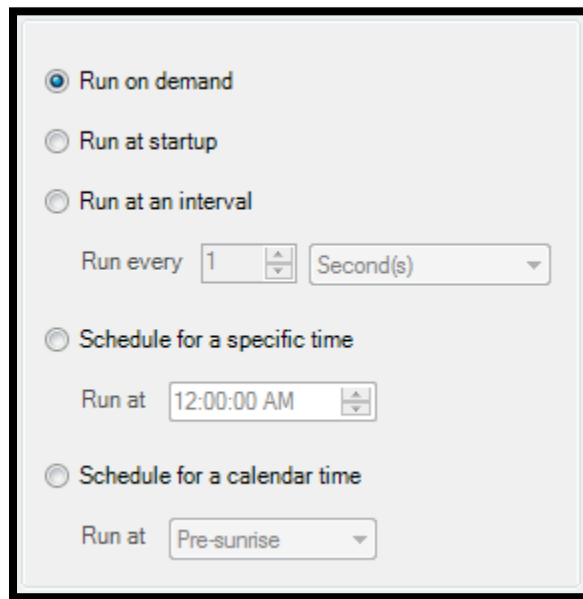 Run on demand
Run at startup
Run at an interval
Run every 1 Second(s)
Schedule for a specific time
Run at 12:00:00 AM
Schedule for a calendar time
Run at Pre-sunrise